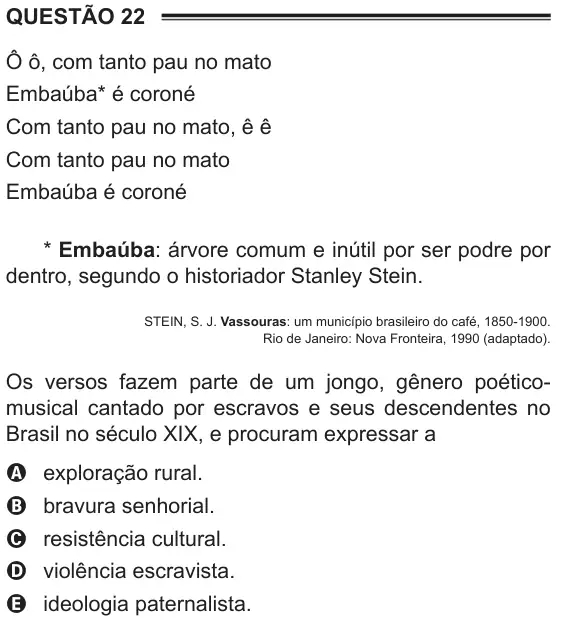 QUESTÃO 22
Ô ô, com tanto pau no mato
Embaúba* é coroné
Com tanto pau no mato, ê ê
Com tanto pau no mato
Embaúba é coroné
* Embaúba: árvore comum e inútil por ser podre por
dentro, segundo o historiador Stanley Stein.
STEIN, S. J. Vassouras: um município brasileiro do café, 1850-1900.
Rio de Janeiro: Nova Fronteira, 1990 (adaptado).
Os versos fazem parte de um jongo, gênero poético-
musical cantado por escravos e seus descendentes no
Brasil no século XIX, e procuram expressar a
A exploração rural.
B bravura senhorial.
C resistência cultural.
D violência escravista.
E ideologia paternalista.